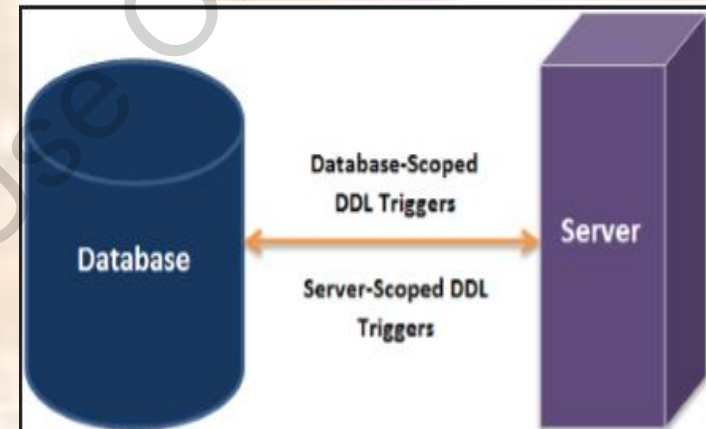 Database-Scoped
DDL Triggers
Database
Server
Server-Scoped DDL
Triggers